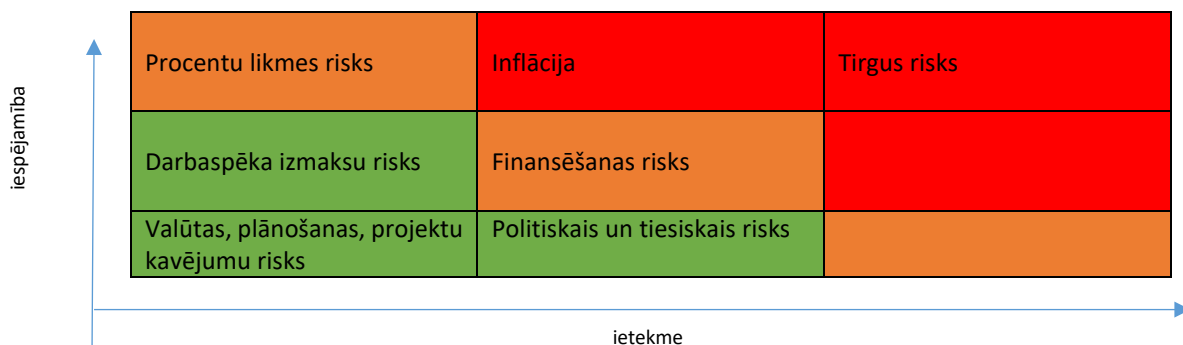 iespējamība
Procentu likmes risks
Inflācija
Tirgus risks
Darbaspēka izmaksu risks
Finansēšanas risks
Valūtas, plānošanas, projektu
kavējumu risks
Politiskais un tiesiskais risks
ietekme